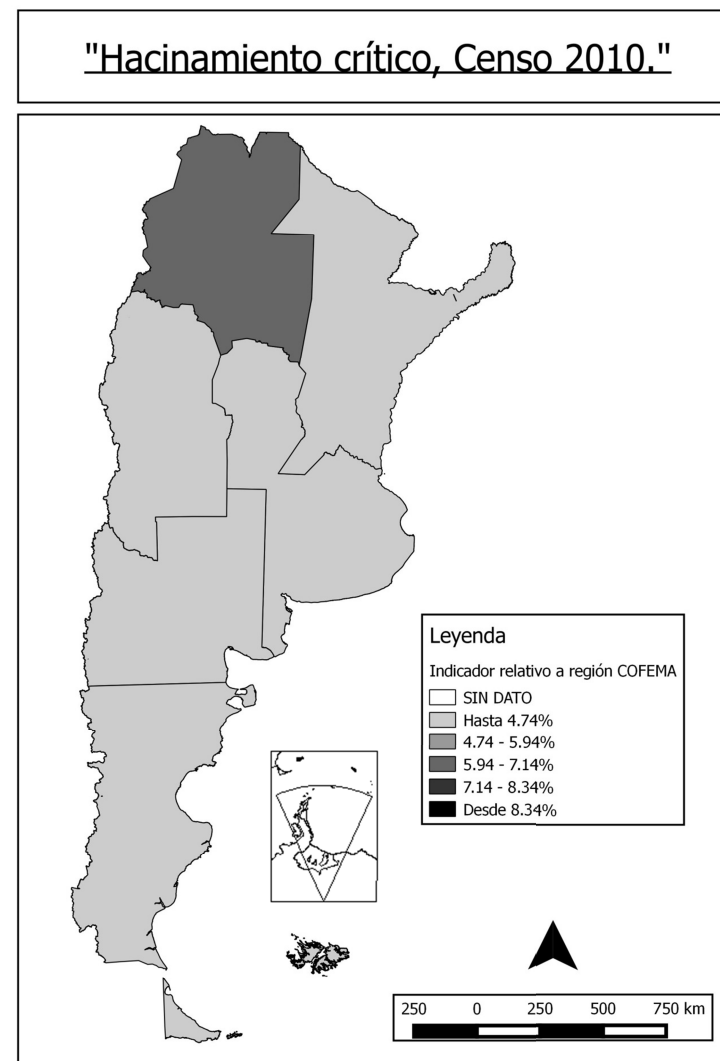 "Hacinamiento crítico, Censo 2010."
Leyenda
Indicador relativo a región COFEMA
SIN DATO
Hasta 4.74%
4.74 - 5.94%
5.94 - 7.14%
7.14 - 8.34%
Desde 8.34%
250 0 250 500 750 km